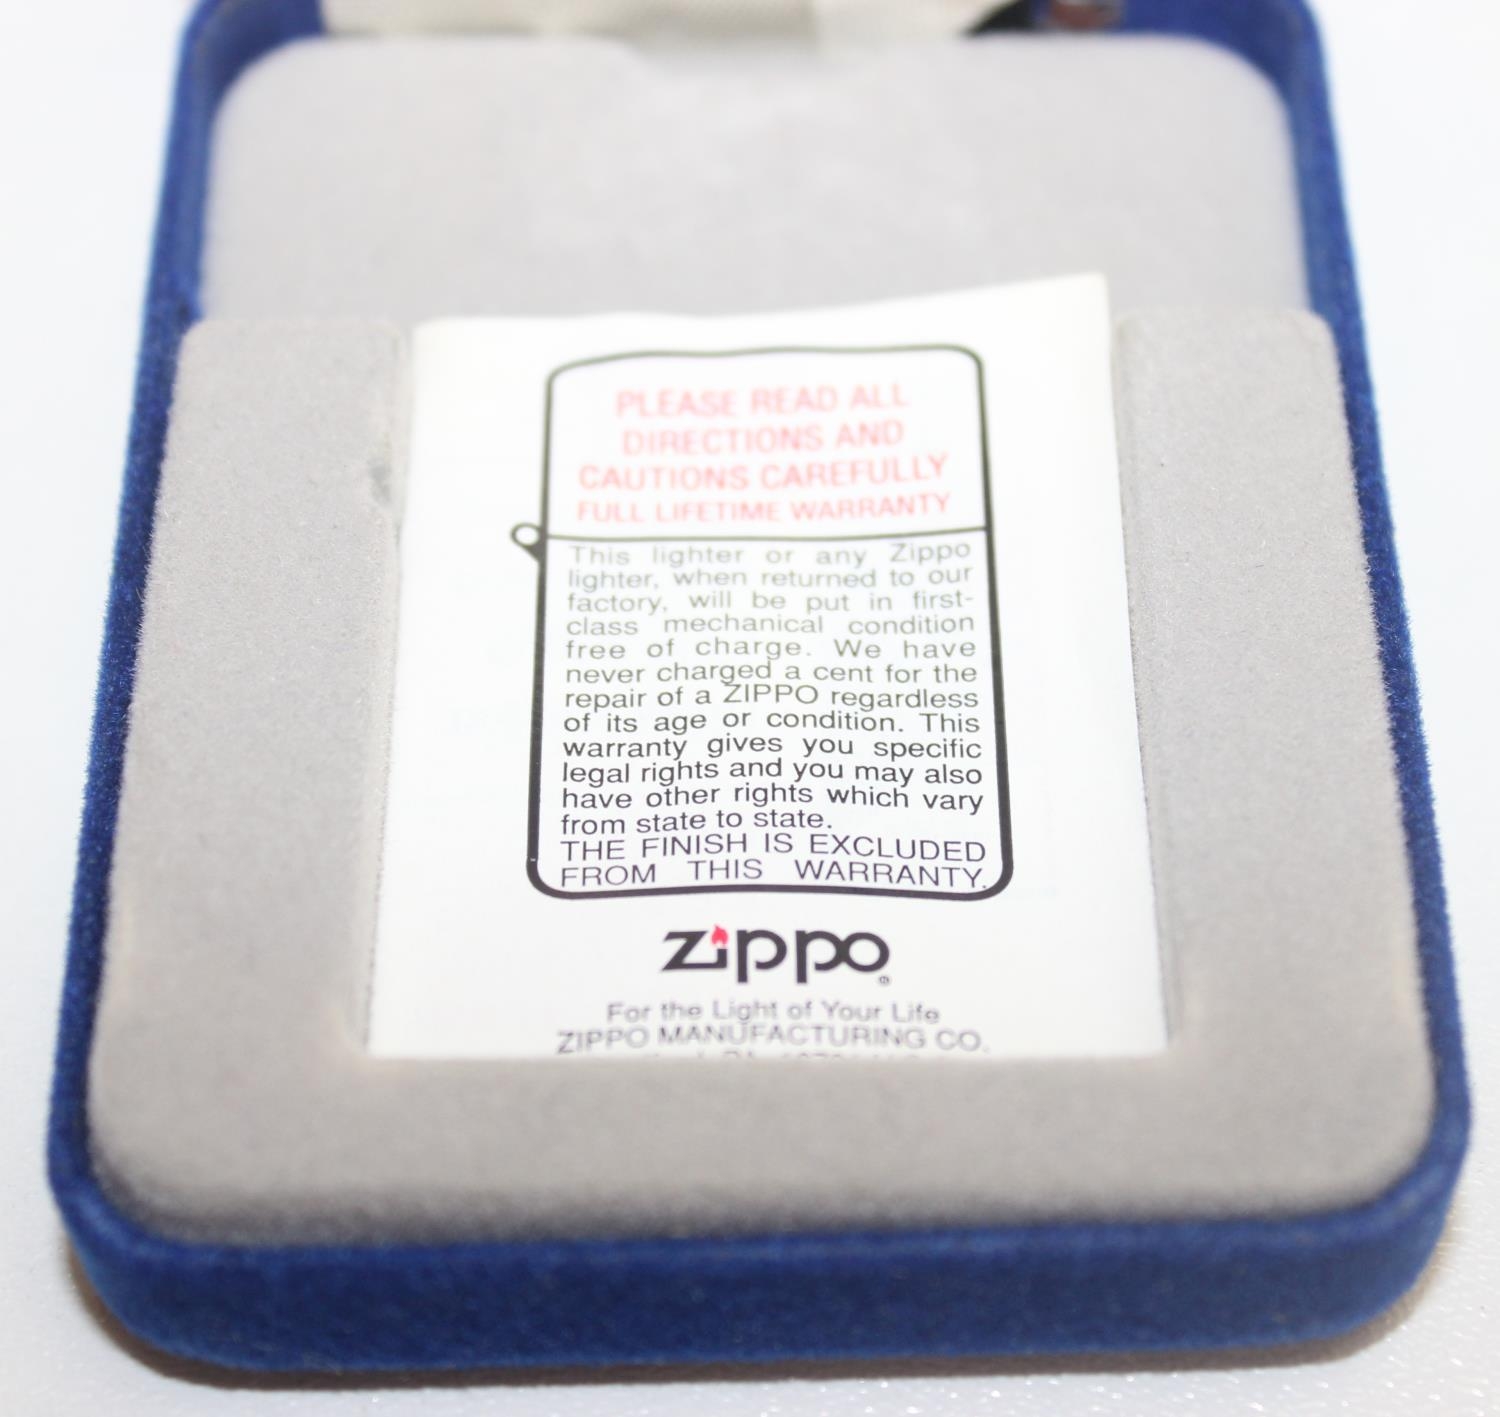 PLEASE READ ALL
DIRECTIONS AND
CAUTIONS CAREFULLY
FULL LIFETIME WARRANTY
This lighter or any Zippo
lighter, when returned to our
factory, will be put in first-
class mechanical condition
free of charge. We have
never charged a cent for the
repair of a ZIPPO regardless
of its age or condition. This
warranty gives you specific
legal rights and you may also
have other rights which vary
from state to state.
THE FINISH IS EXCLUDED
FROM THIS WARRANTY.
zippo®
For the Light of Your Life
ZIPPO MANUFACTURING CO.